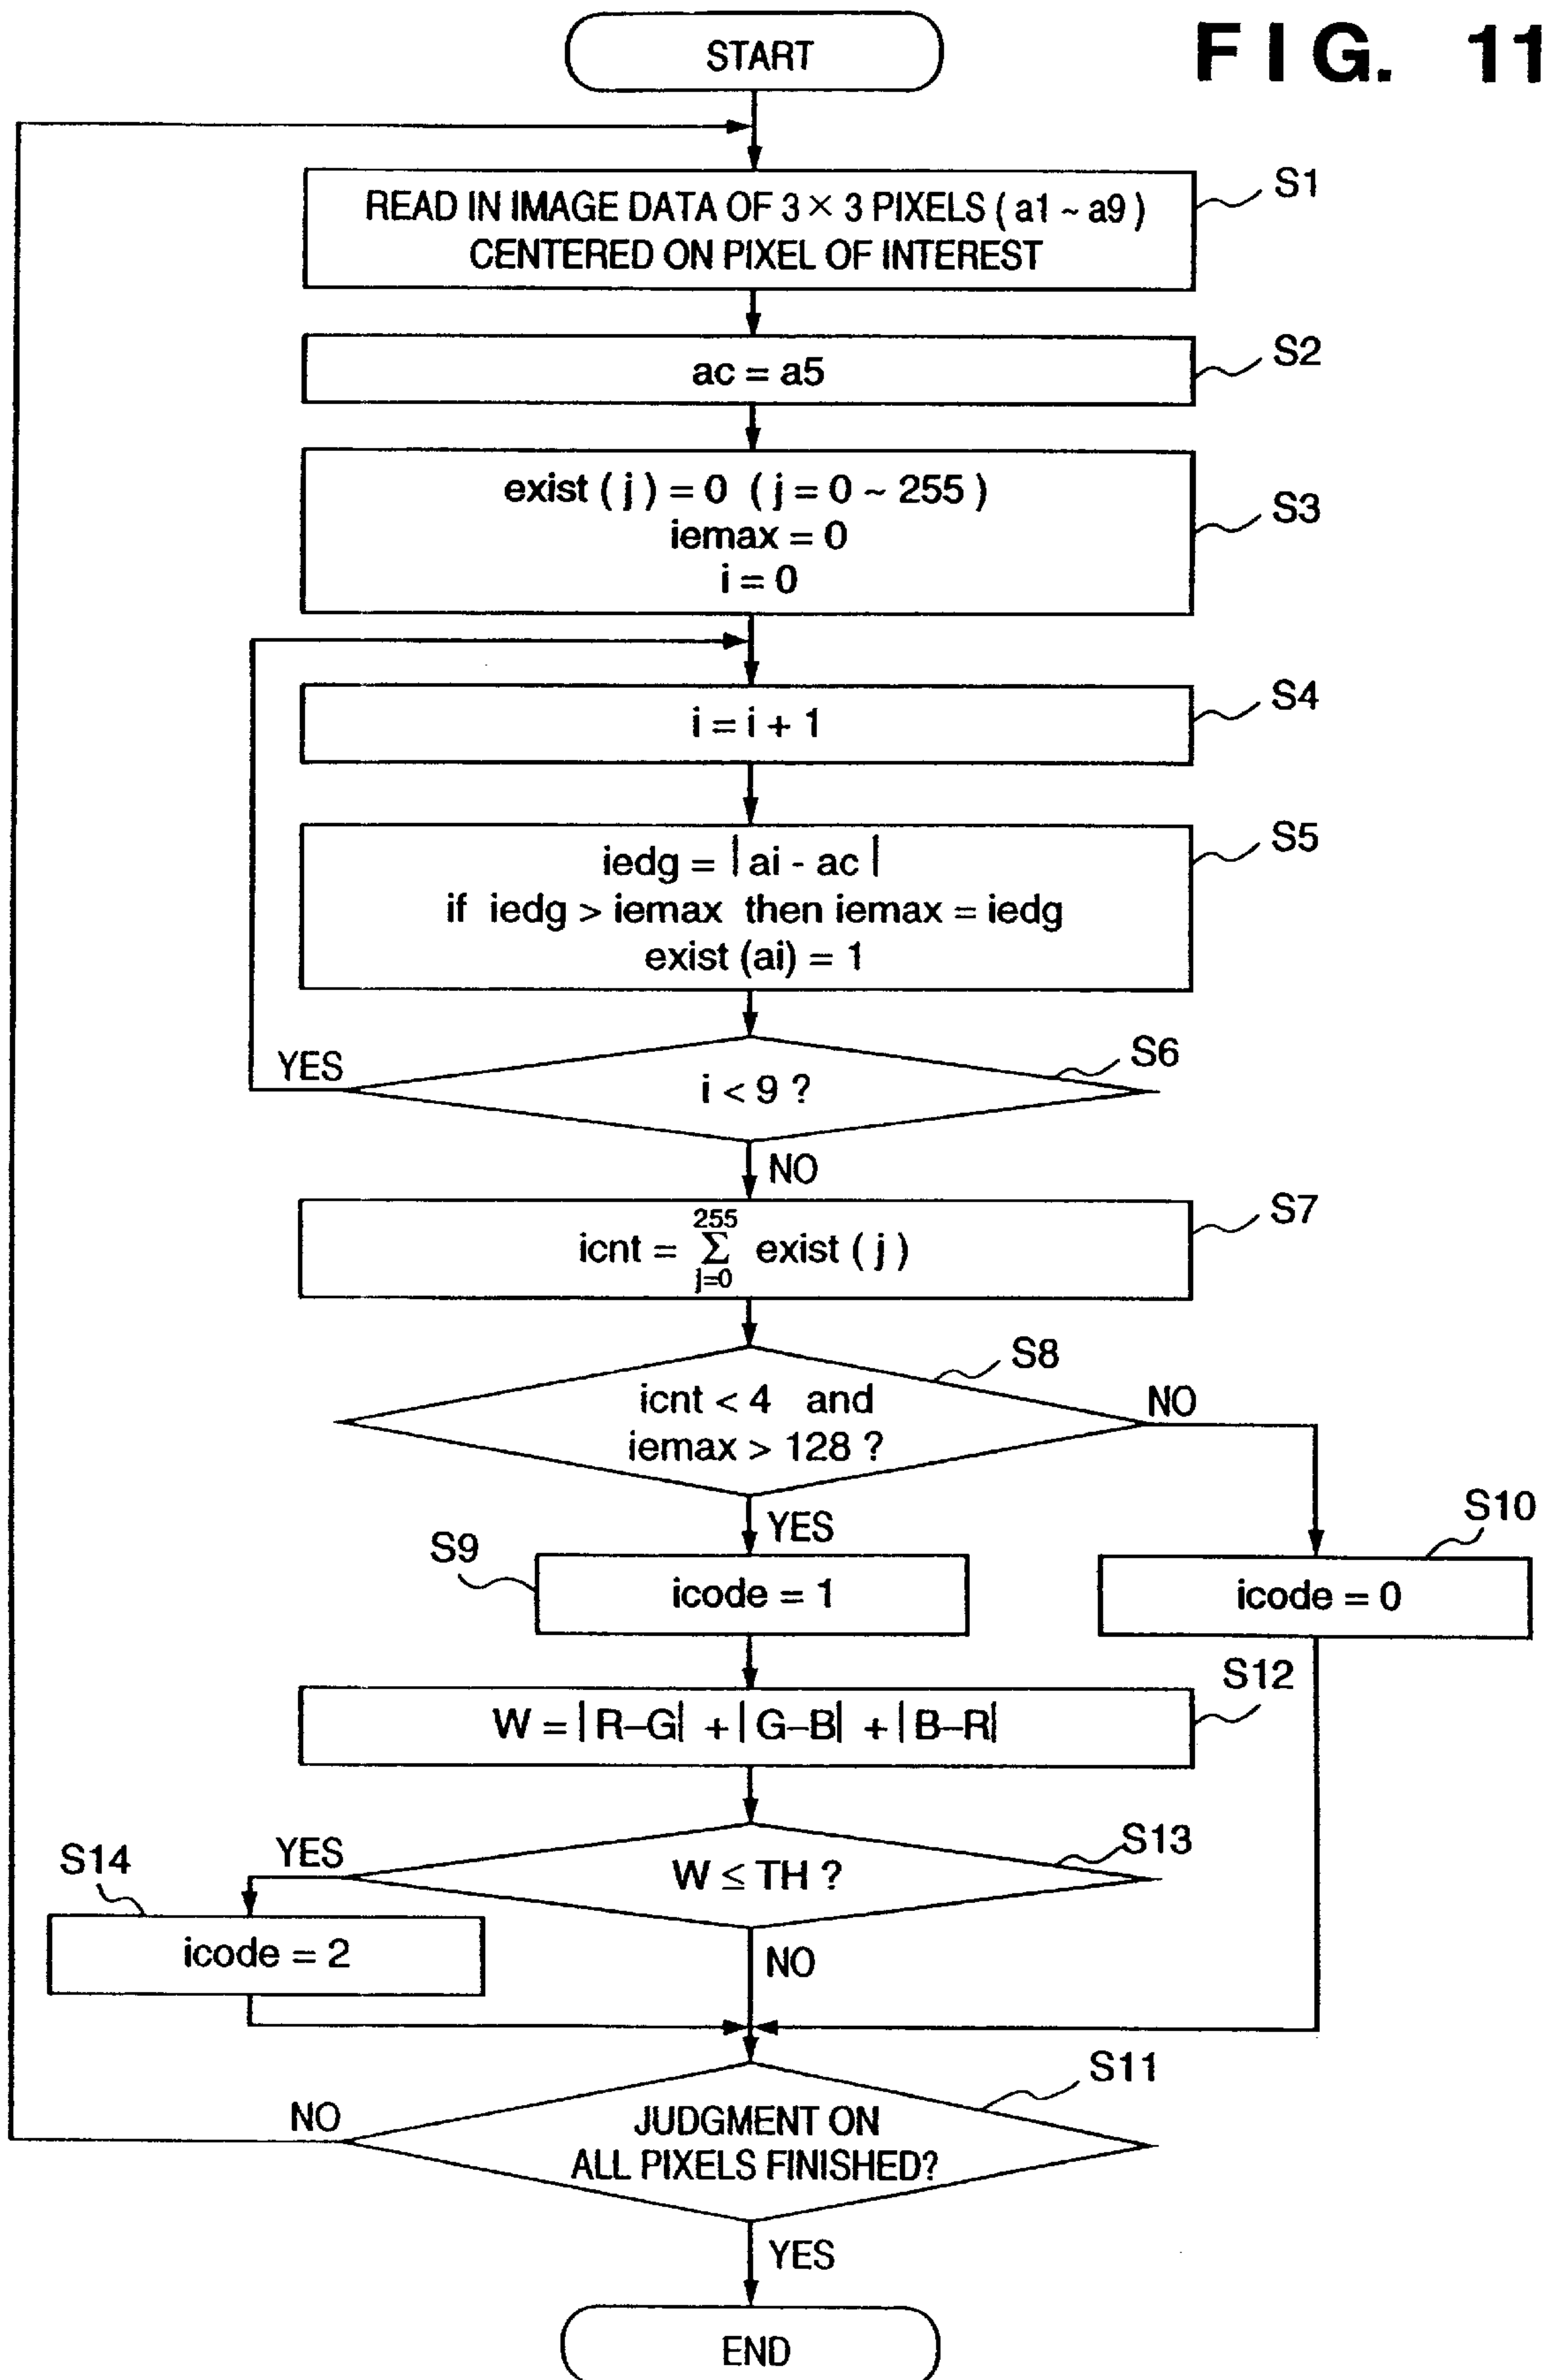 FIG. 11
START
READ IN IMAGE DATA OF 3 × 3 PIXELS ( a1 ~ a9 )
CENTERED ON PIXEL OF INTEREST
S1
ac = a5
S2
exist ( j ) = 0 ( j = 0 ~ 255 )
iemax = 0
i = 0
S3
i = i + 1
S4
iedg = | ai - ac |
if iedg > iemax then iemax = iedg
exist (ai) = 1
S5
YES
i < 9 ?
S6
NO
icnt = 255 Σ j=0 exist ( j )
S7
icnt < 4 and
iemax > 128 ?
S8
NO
YES
S9
icode = 1
S10
icode = 0
W = | R–G| + | G–B| + | B–R|
S12
YES
W ≤ TH ?
S13
S14
icode = 2
NO
NO
JUDGMENT ON
ALL PIXELS FINISHED?
S11
YES
END